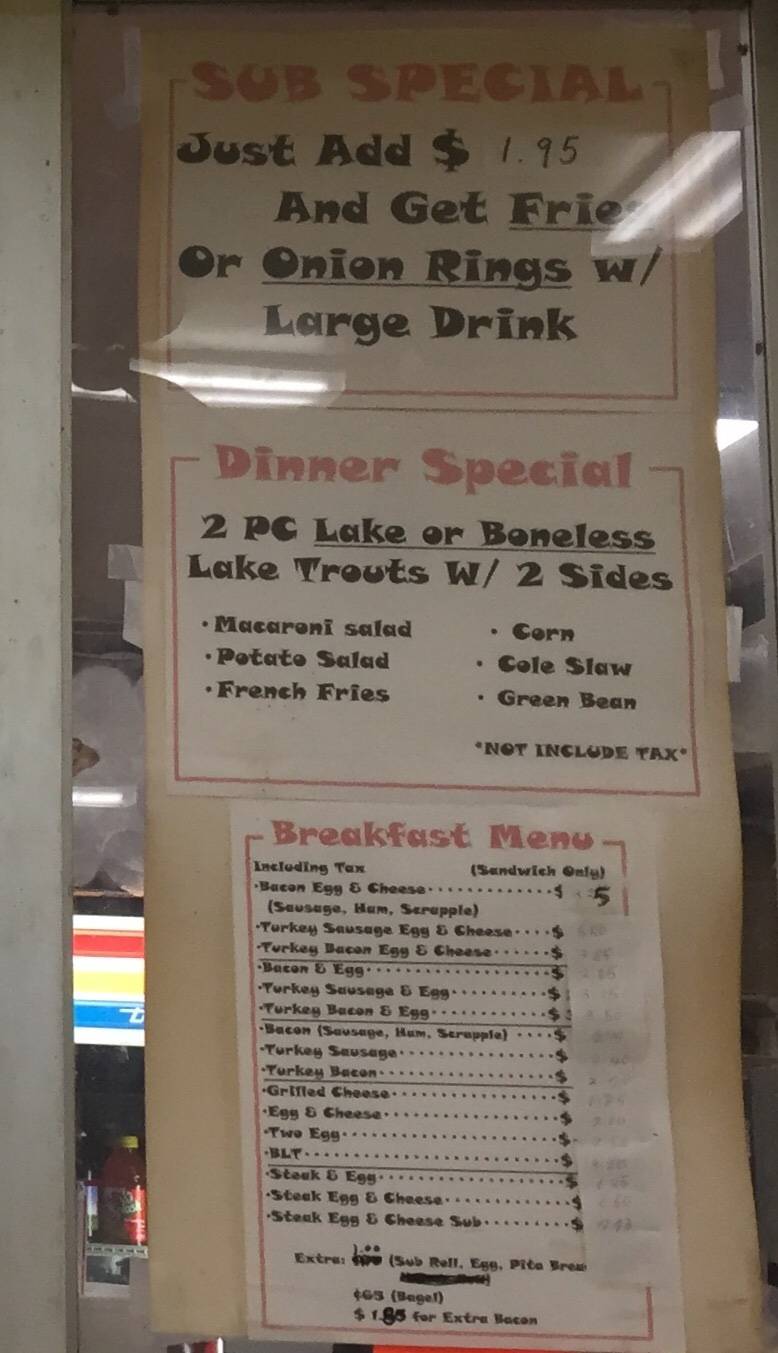 SUB SPECIAL
Just Add $ 1.95
And Get Fries
Or Onion Rings W/
Large Drink
Dinner Special
2 PC Lake or Boneless
Lake Trouts W/ 2 Sides
• Macaroni salad • Corn
• Potato Salad • Cole Slaw
• French Fries • Green Bean
*NOT INCLUDE TAX*
Breakfast Menu
Including Tax (Sandwich Only)
•Bacon Egg & Cheese.............$ 5
(Sausage, Ham, Scrapple)
•Turkey Sausage Egg & Cheese....$
•Turkey Bacon Egg & Cheese......$
•Bacon & Egg..................$
•Turkey Sausage & Egg..........$
•Turkey Bacon & Egg............$
•Bacon (Sausage, Ham, Scrapple) ....$
•Turkey Sausage................$
•Turkey Bacon..................$
•Grilled Cheese.................$
•Egg & Cheese..................$
•Two Egg......................$
•BLT..........................$
•Steak & Egg...................$
•Steak Egg & Cheese.............$
•Steak Egg & Cheese Sub.........$
Extra: 1.00 (Sub Roll, Egg, Pita
$65 (Bagel)
$ 1.85 for Extra Bacon